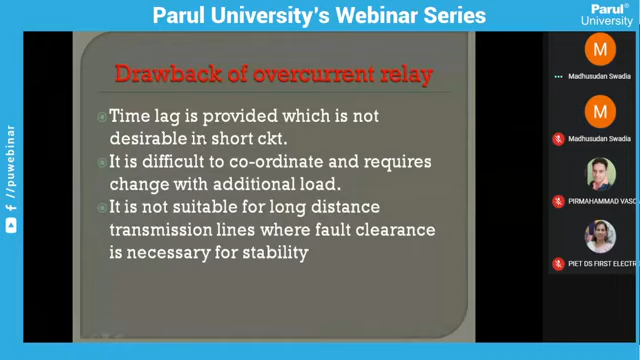 Parul University's Webinar Series
Parul®
University
Drawback of overcurrent relay
Time lag is provided which is not
desirable in short ckt.
It is difficult to co-ordinate and requires
change with additional load.
It is not suitable for long distance
transmission lines where fault clearance
is necessary for stability
//puwebinar
M
Madhusudan Swadia
M
Madhusudan Swadia
PIRMAHAMMAD VASO
PIET DS FIRST ELECTR